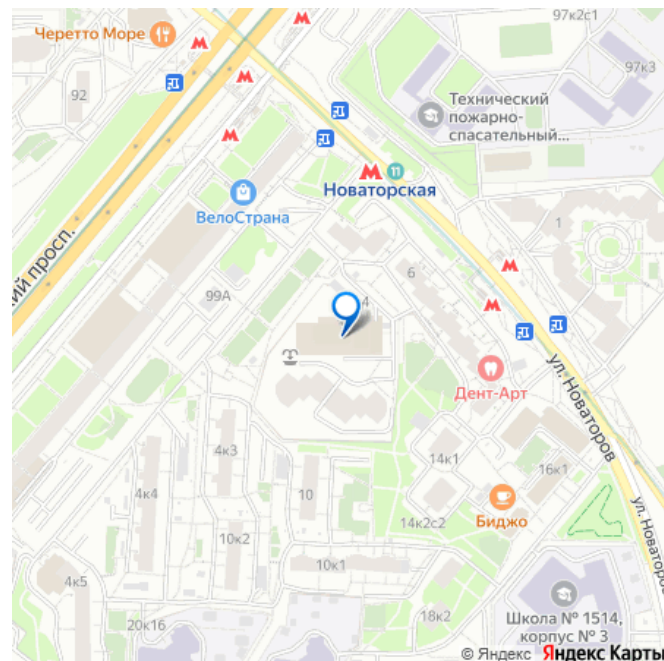 97к2с1
Черетто Море
97к3
92
Технический
пожарно-
спасательный...
11
Новаторская
ВелоСтрана
1
кий просп.
6
99А
4
Дент-Арт
ул. Новаторов
4к3
14к1
16к1
4к4
10
Биджо
14к2с2
10к2
ул. Новаторов
10к1
4к5
18к2
Школа № 1514,
корпус № 3
20к16
© Яндекс Яндекс Карты